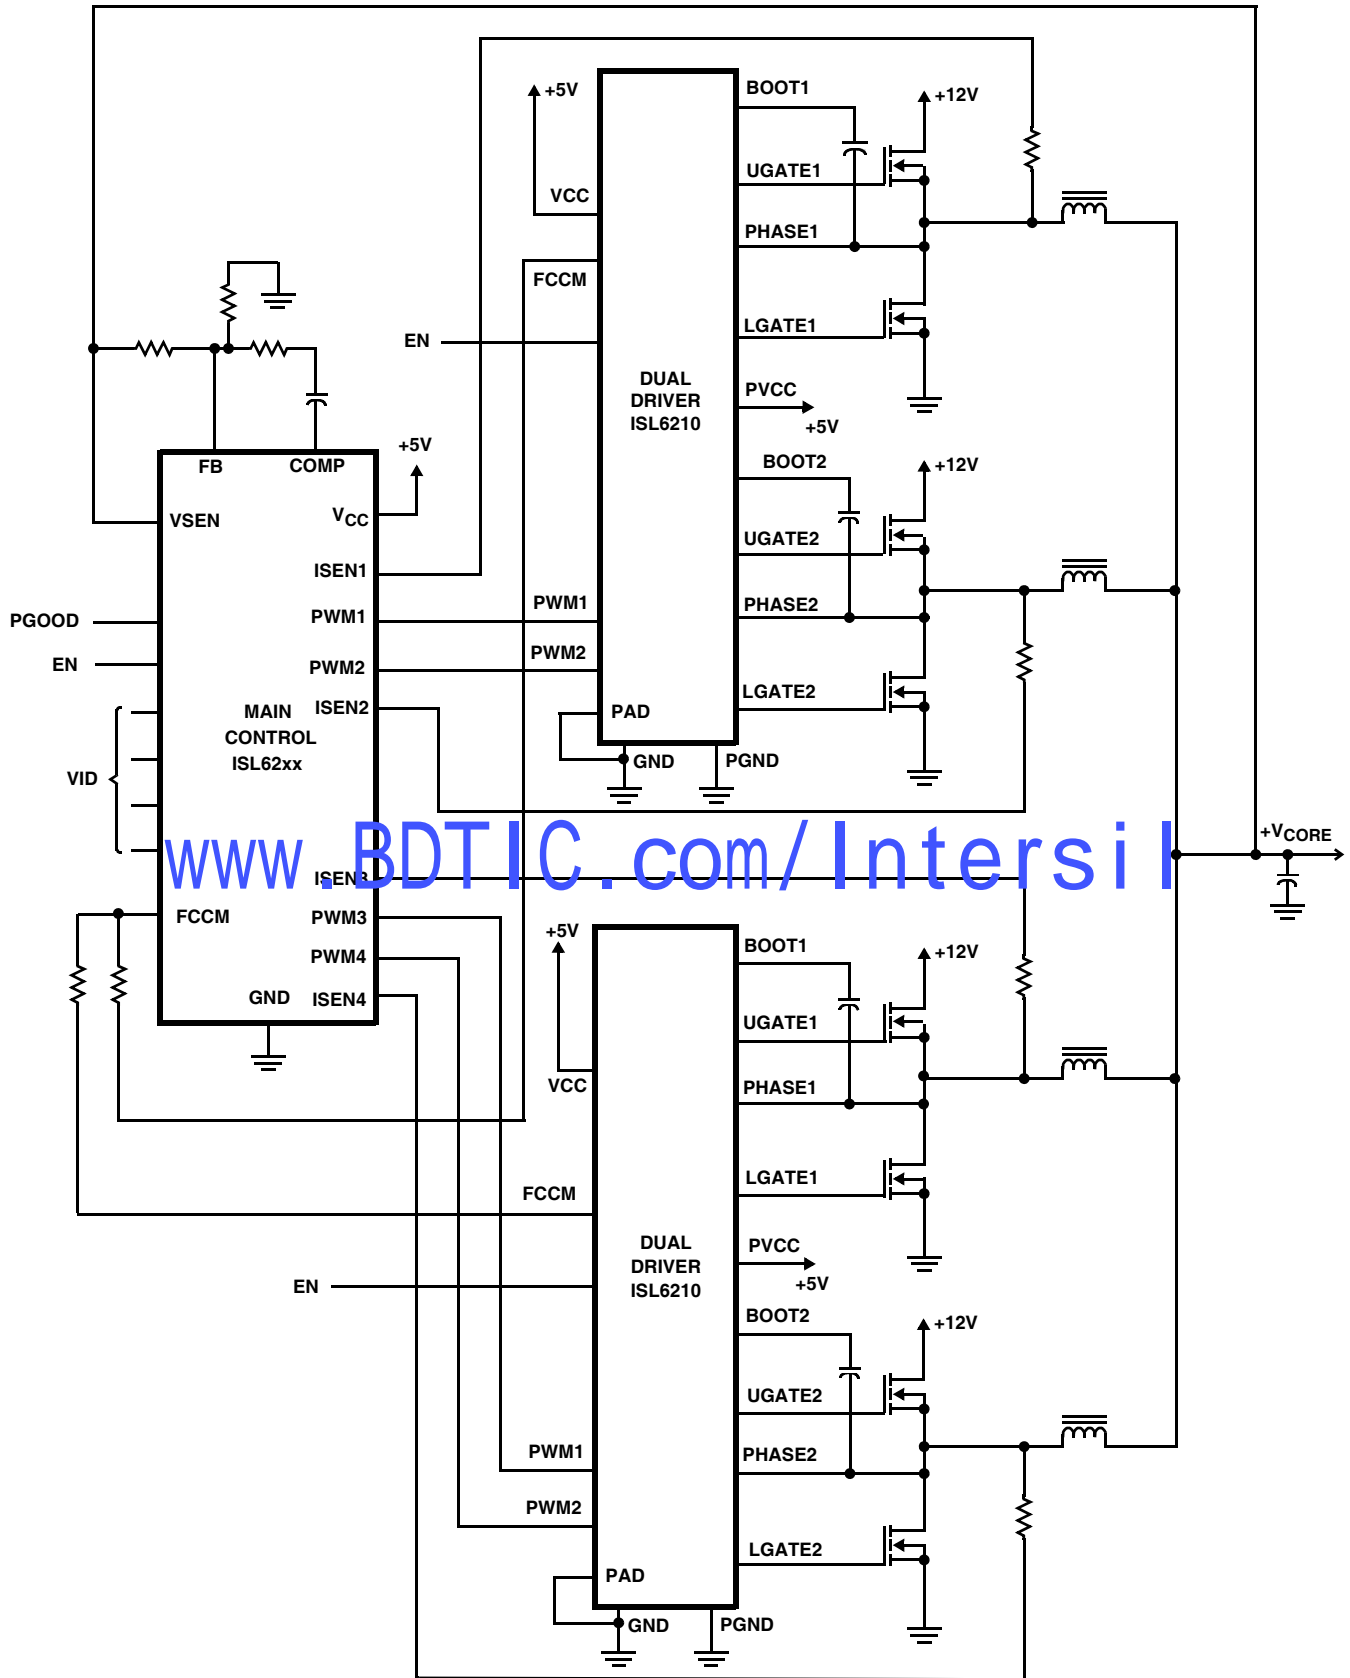 BOOT1
+5V
+12V
UGATE1
VCC
PHASE1
FCCM
LGATE1
EN
DUAL
DRIVER
ISL6210
PVCC
+5V
+5V
BOOT2
+12V
FB
COMP
VSEN
VCC
UGATE2
ISEN1
PWM1
PHASE2
PGOOD
PWM1
EN
PWM2
PWM2
LGATE2
ISEN2
PAD
MAIN
CONTROL
ISL62xx
VID
GND
PGND
+VCORE
www.BDTIC.com/Intersil
ISEN3
FCCM
PWM3
+5V
BOOT1
+12V
PWM4
GND
ISEN4
UGATE1
VCC
PHASE1
LGATE1
FCCM
DUAL
DRIVER
ISL6210
PVCC
+5V
EN
BOOT2
+12V
UGATE2
PWM1
PHASE2
PWM2
LGATE2
PAD
GND
PGND